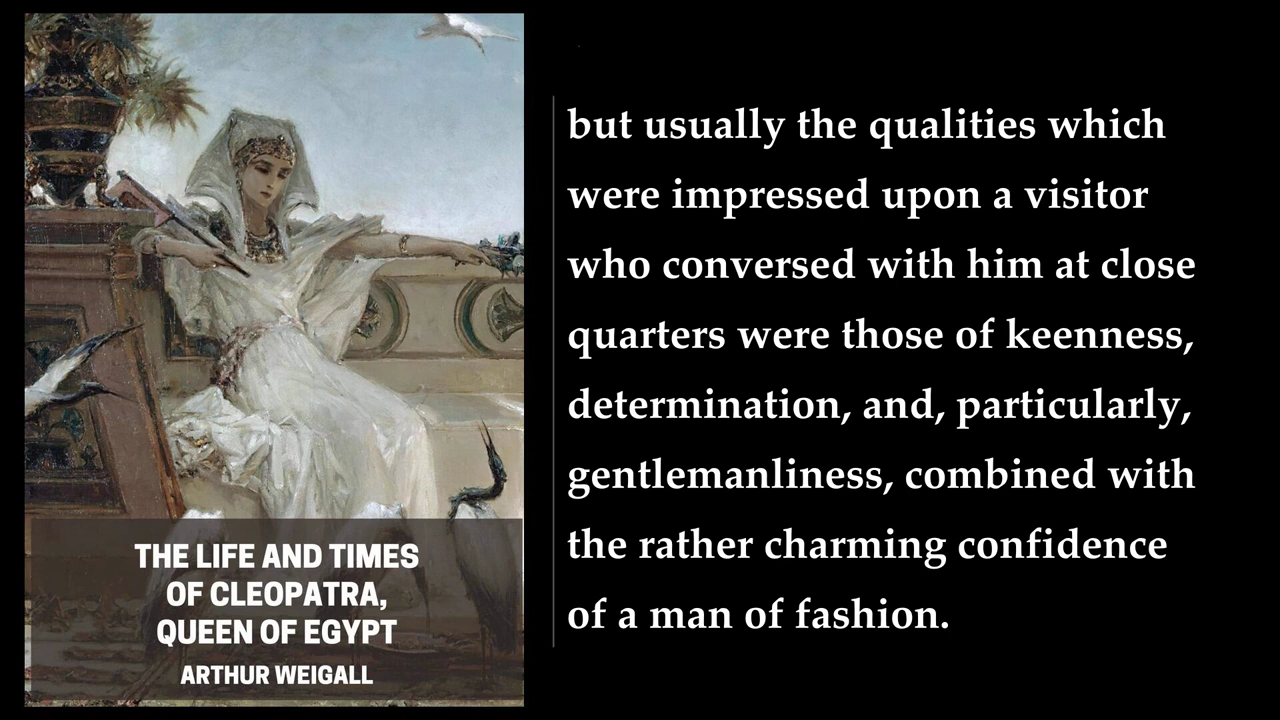 THE LIFE AND TIMES
OF CLEOPATRA,
QUEEN OF EGYPT
ARTHUR WEIGALL
but usually the qualities which
were impressed upon a visitor
who conversed with him at close
quarters were those of keenness,
determination, and, particularly,
gentlemanliness, combined with
the rather charming confidence
of a man of fashion.